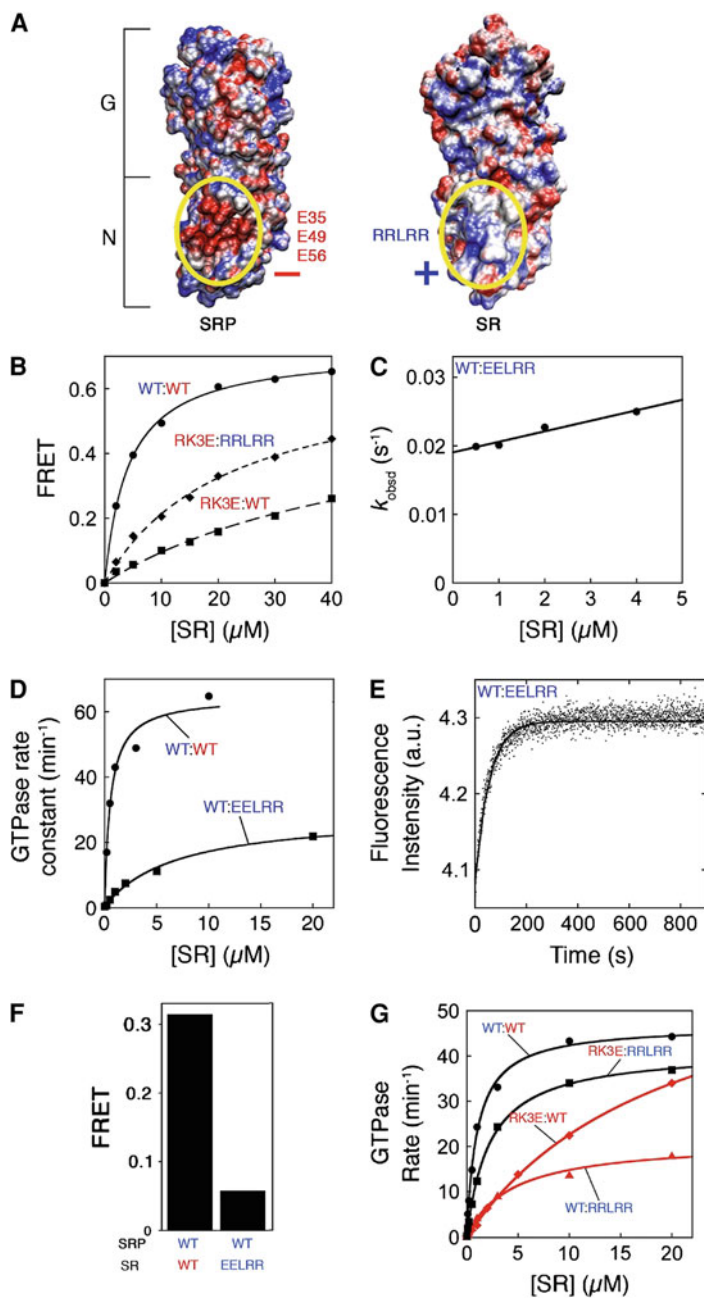 A
G
N
E35
E49
E56
−
SRP
RRLRR
+
SR
B
FRET
0.6
0.4
0.2
0
WT:WT
RK3E:RRLRR
RK3E:WT
0 10 20 30 40
[SR] (µM)
C
WT:EELRR
k obsd (s⁻¹)
0.03
0.02
0.01
0
0 1 2 3 4 5
[SR] (µM)
D
GTPase rate
constant (min⁻¹)
60
40
20
0
WT:WT
WT:EELRR
0 5 10 15 20
[SR] (µM)
E
WT:EELRR
Fluorescence
Instensity (a.u.)
4.3
4.2
4.1
0 200 400 600 800
Time (s)
F
FRET
0.3
0.2
0.1
0
SRP WT WT
SR WT EELRR
G
GTPase
Rate (min⁻¹)
50
40
30
20
10
0
WT:WT
RK3E:RRLRR
RK3E:WT
WT:RRLRR
0 5 10 15 20
[SR] (µM)